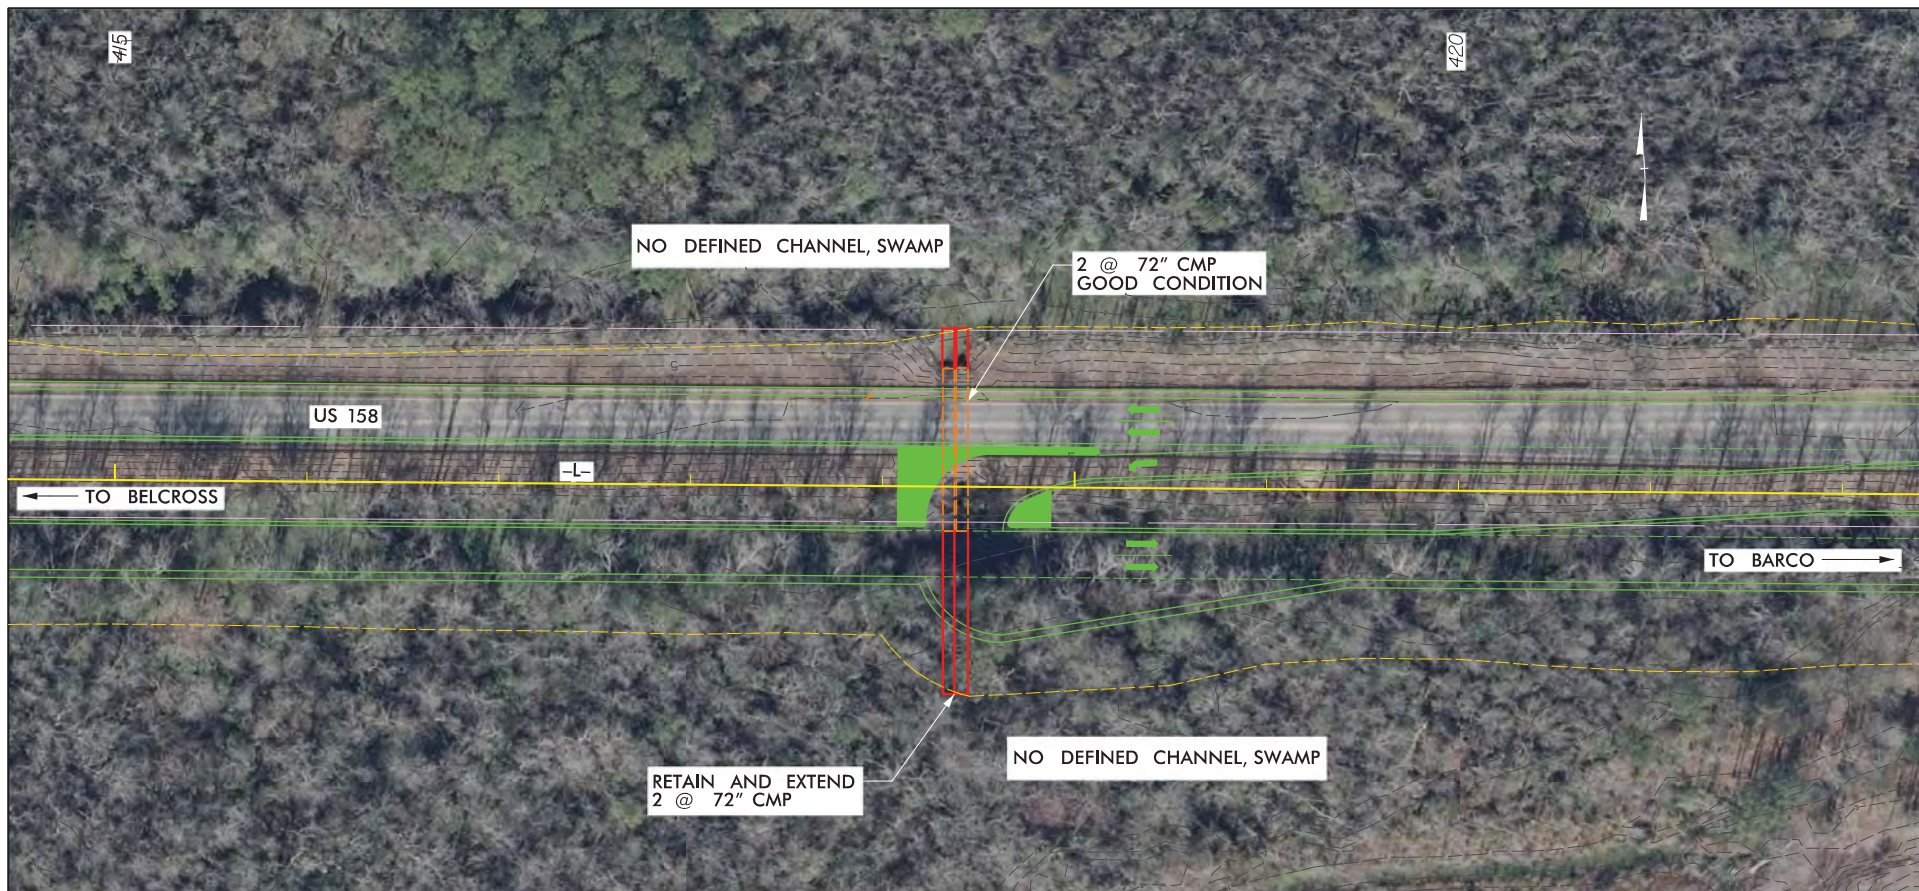 415
420
NO DEFINED CHANNEL, SWAMP
2 @ 72" CMP
GOOD CONDITION
US 158
-L-
TO BELCROSS
TO BARCO
NO DEFINED CHANNEL, SWAMP
RETAIN AND EXTEND
2 @ 72" CMP